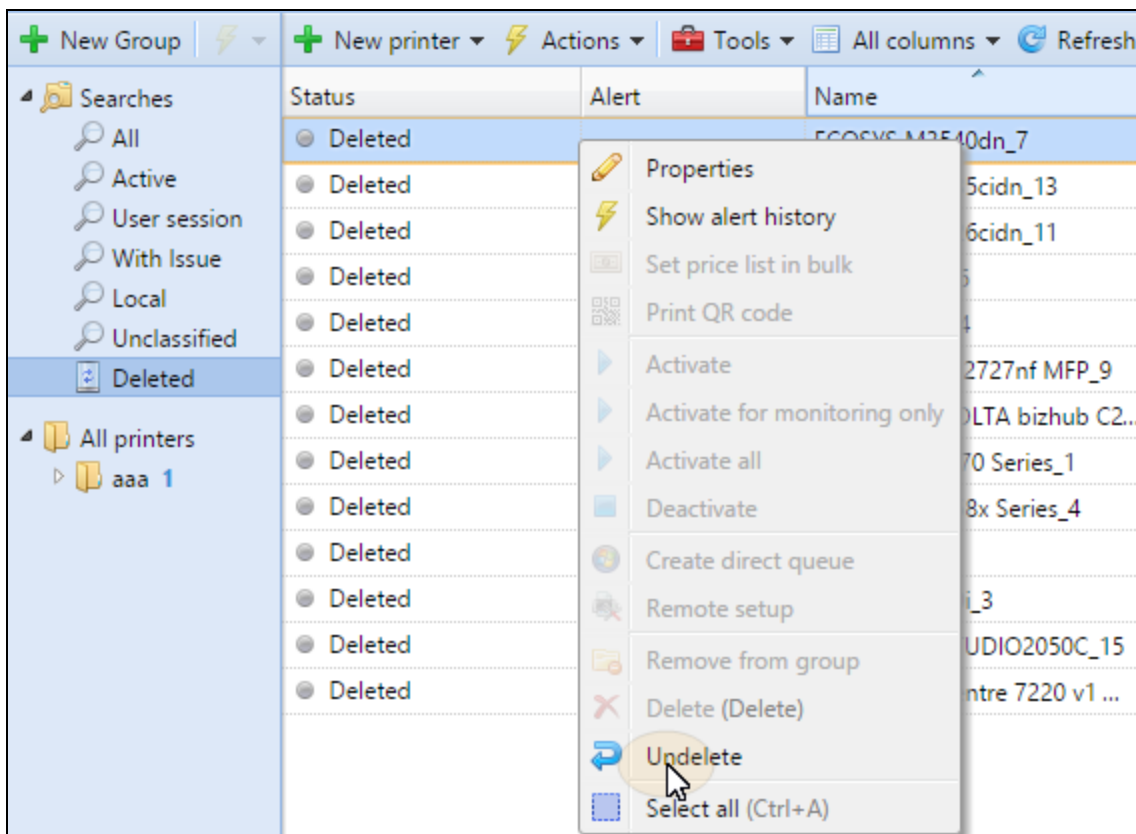 New Group
New printer Actions Tools All columns Refresh
Searches
All
Active
User session
With Issue
Local
Unclassified
Deleted
All printers
aaa 1
Status Alert Name
Deleted 0dn_7
Deleted 5cidn_13
Deleted 6cidn_11
Deleted
Deleted
Deleted 2727nf MFP_9
Deleted LTA bizhub C2...
Deleted 70 Series_1
Deleted 8x Series_4
Deleted
Deleted i_3
Deleted UDIO2050C_15
Deleted ntre 7220 v1 ...
Properties
Show alert history
Set price list in bulk
Print QR code
Activate
Activate for monitoring only
Activate all
Deactivate
Create direct queue
Remote setup
Remove from group
Delete (Delete)
Undelete
Select all (Ctrl+A)